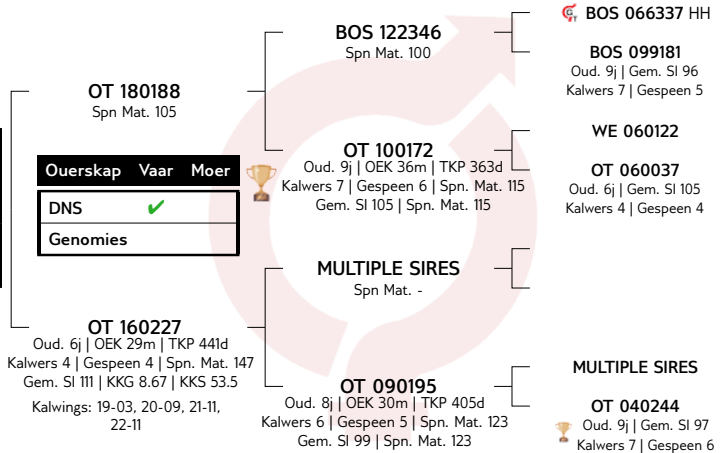 BOS 066337 HH
BOS 122346
Spn Mat. 100
BOS 099181
Oud. 9j | Gem. SI 96
Kalwers 7 | Gespeen 5
OT 180188
Spn Mat. 105
WE 060122
OT 100172
Oud. 9j | OEK 36m | TKP 363d
Kalwers 7 | Gespeen 6 | Spn. Mat. 115
Gem. SI 105 | Spn. Mat. 115
OT 060037
Oud. 6j | Gem. SI 105
Kalwers 4 | Gespeen 4
Ouerskap Vaar Moer
DNS ✔
Genomies
MULTIPLE SIRES
Spn Mat. -
OT 160227
Oud. 6j | OEK 29m | TKP 441d
Kalwers 4 | Gespeen 4 | Spn. Mat. 147
Gem. SI 111 | KKG 8.67 | KKS 53.5
Kalwings: 19-03, 20-09, 21-11,
22-11
MULTIPLE SIRES
OT 090195
Oud. 8j | OEK 30m | TKP 405d
Kalwers 6 | Gespeen 5 | Spn. Mat. 123
Gem. SI 99 | Spn. Mat. 123
OT 040244
Oud. 9j | Gem. SI 97
Kalwers 7 | Gespeen 6